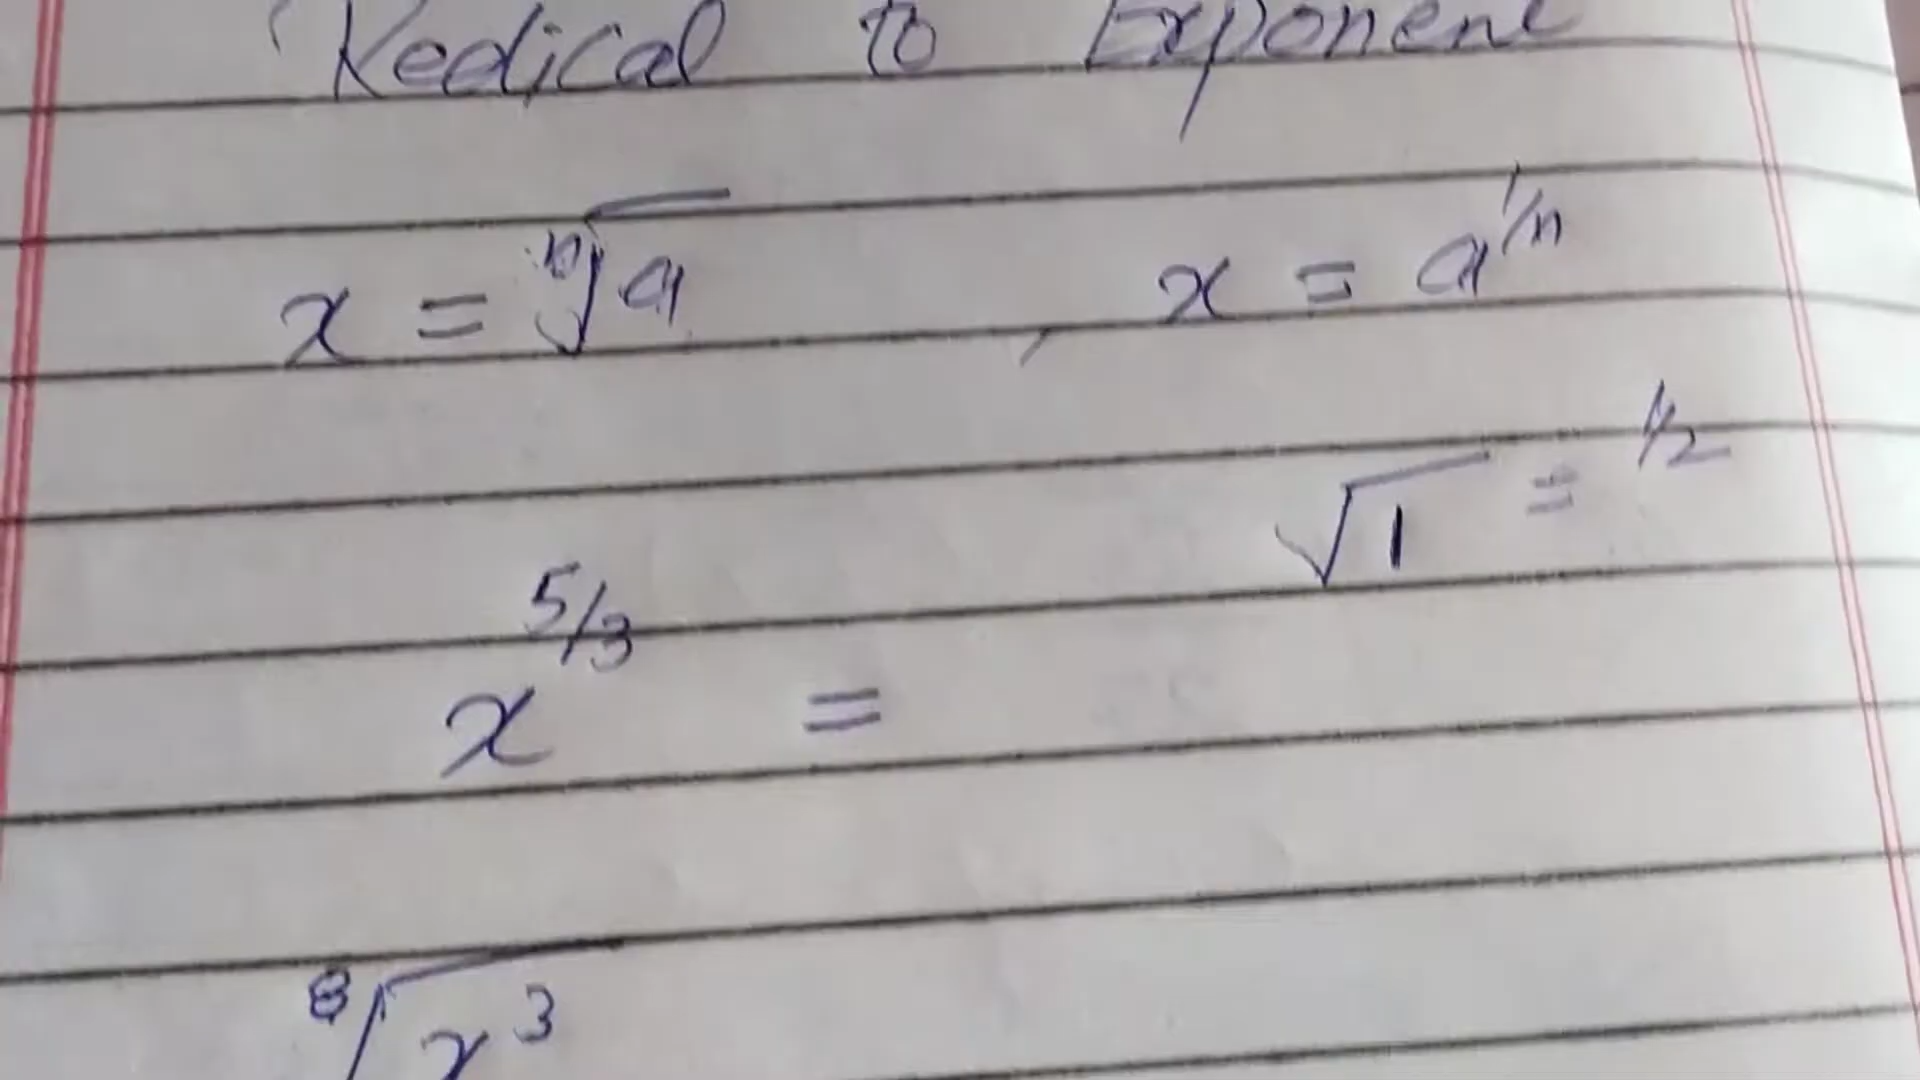 Redical to Exponent
x = ⁿ√a , x = a^1/n
√1 = ^1/2
x^5/3 =
⁸√x³